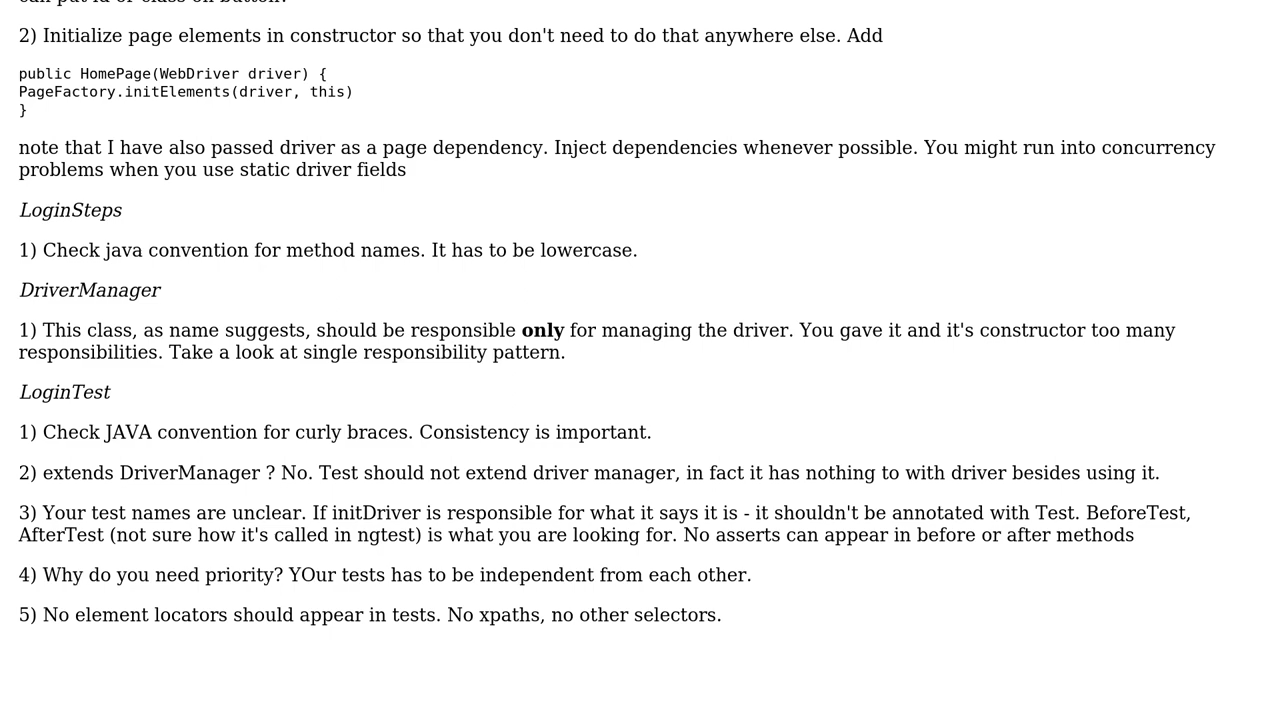 2) Initialize page elements in constructor so that you don't need to do that anywhere else. Add
public HomePage(WebDriver driver) {
PageFactory.initElements(driver, this)
}
note that I have also passed driver as a page dependency. Inject dependencies whenever possible. You might run into concurrency
problems when you use static driver fields
LoginSteps
1) Check java convention for method names. It has to be lowercase.
DriverManager
1) This class, as name suggests, should be responsible only for managing the driver. You gave it and it's constructor too many
responsibilities. Take a look at single responsibility pattern.
LoginTest
1) Check JAVA convention for curly braces. Consistency is important.
2) extends DriverManager ? No. Test should not extend driver manager, in fact it has nothing to with driver besides using it.
3) Your test names are unclear. If initDriver is responsible for what it says it is - it shouldn't be annotated with Test. BeforeTest,
AfterTest (not sure how it's called in ngtest) is what you are looking for. No asserts can appear in before or after methods
4) Why do you need priority? YOur tests has to be independent from each other.
5) No element locators should appear in tests. No xpaths, no other selectors.